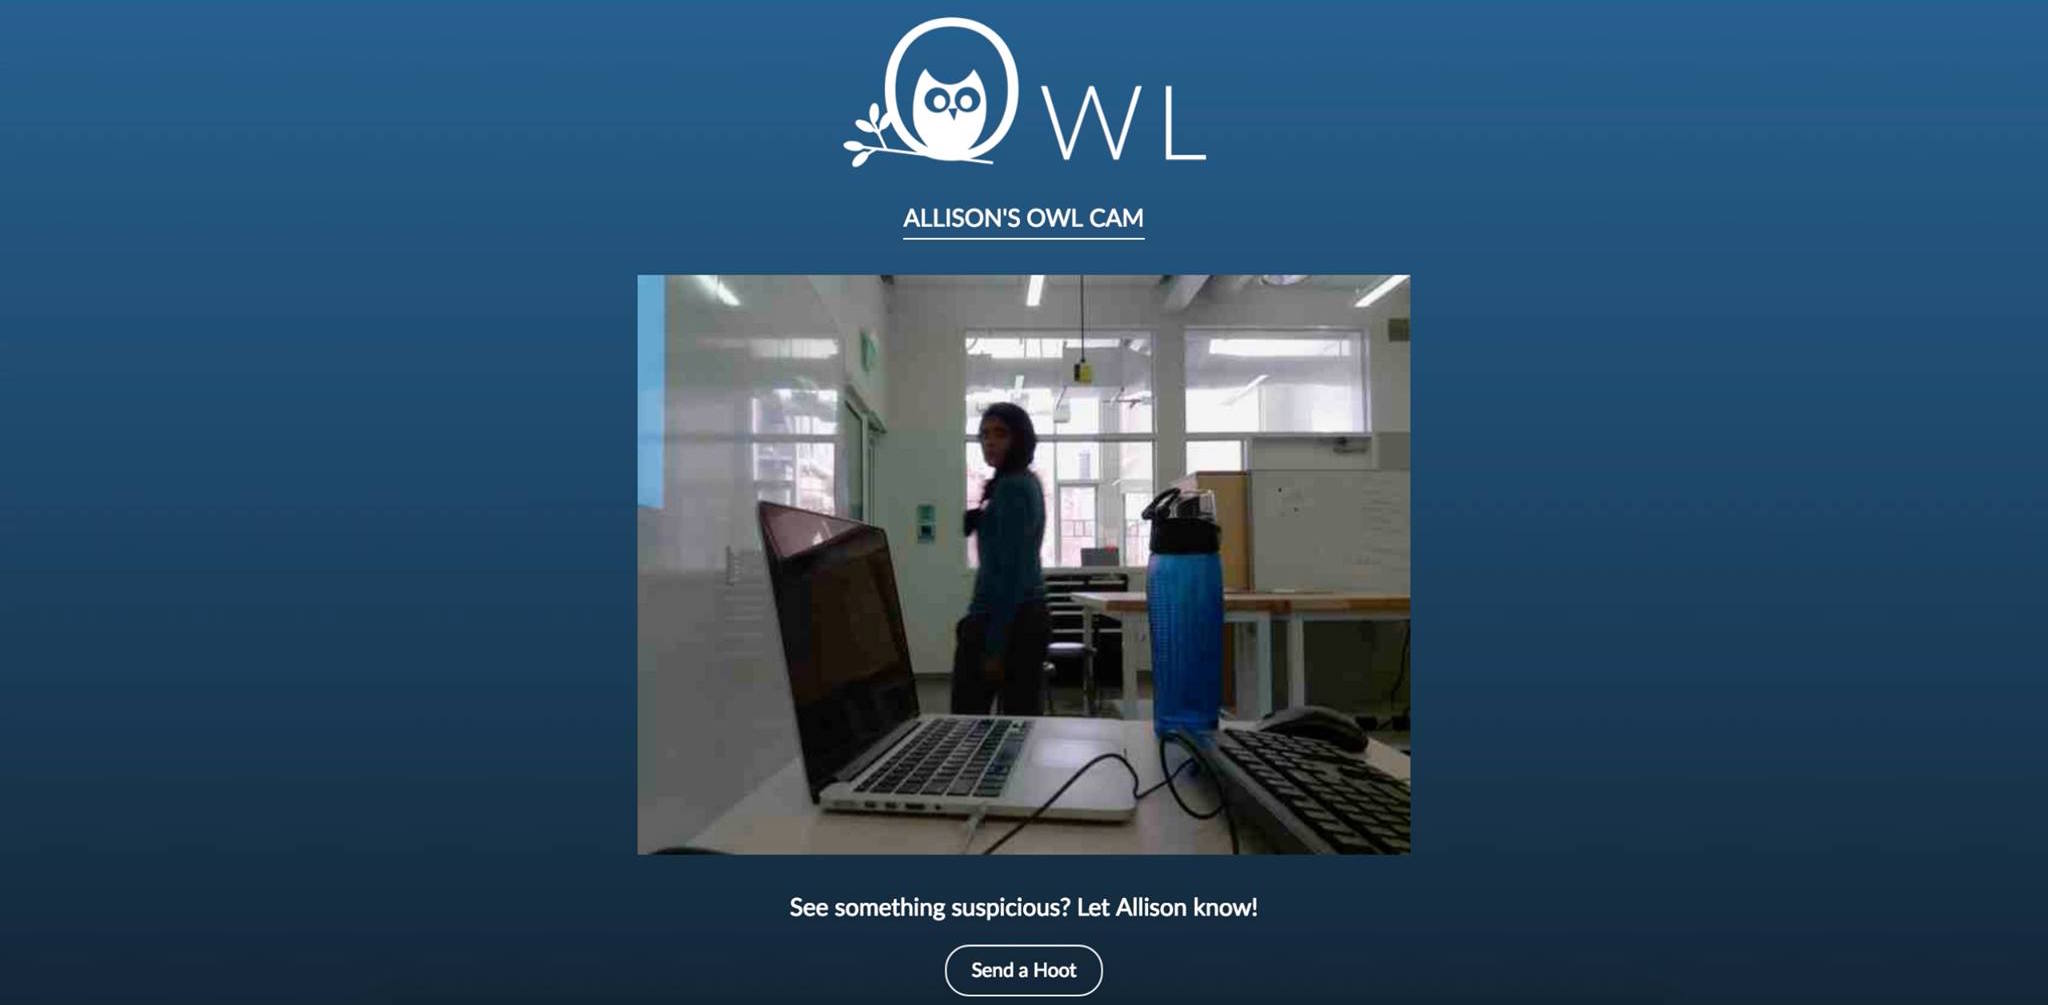 OWL
ALLISON'S OWL CAM
See something suspicious? Let Allison know!
Send a Hoot